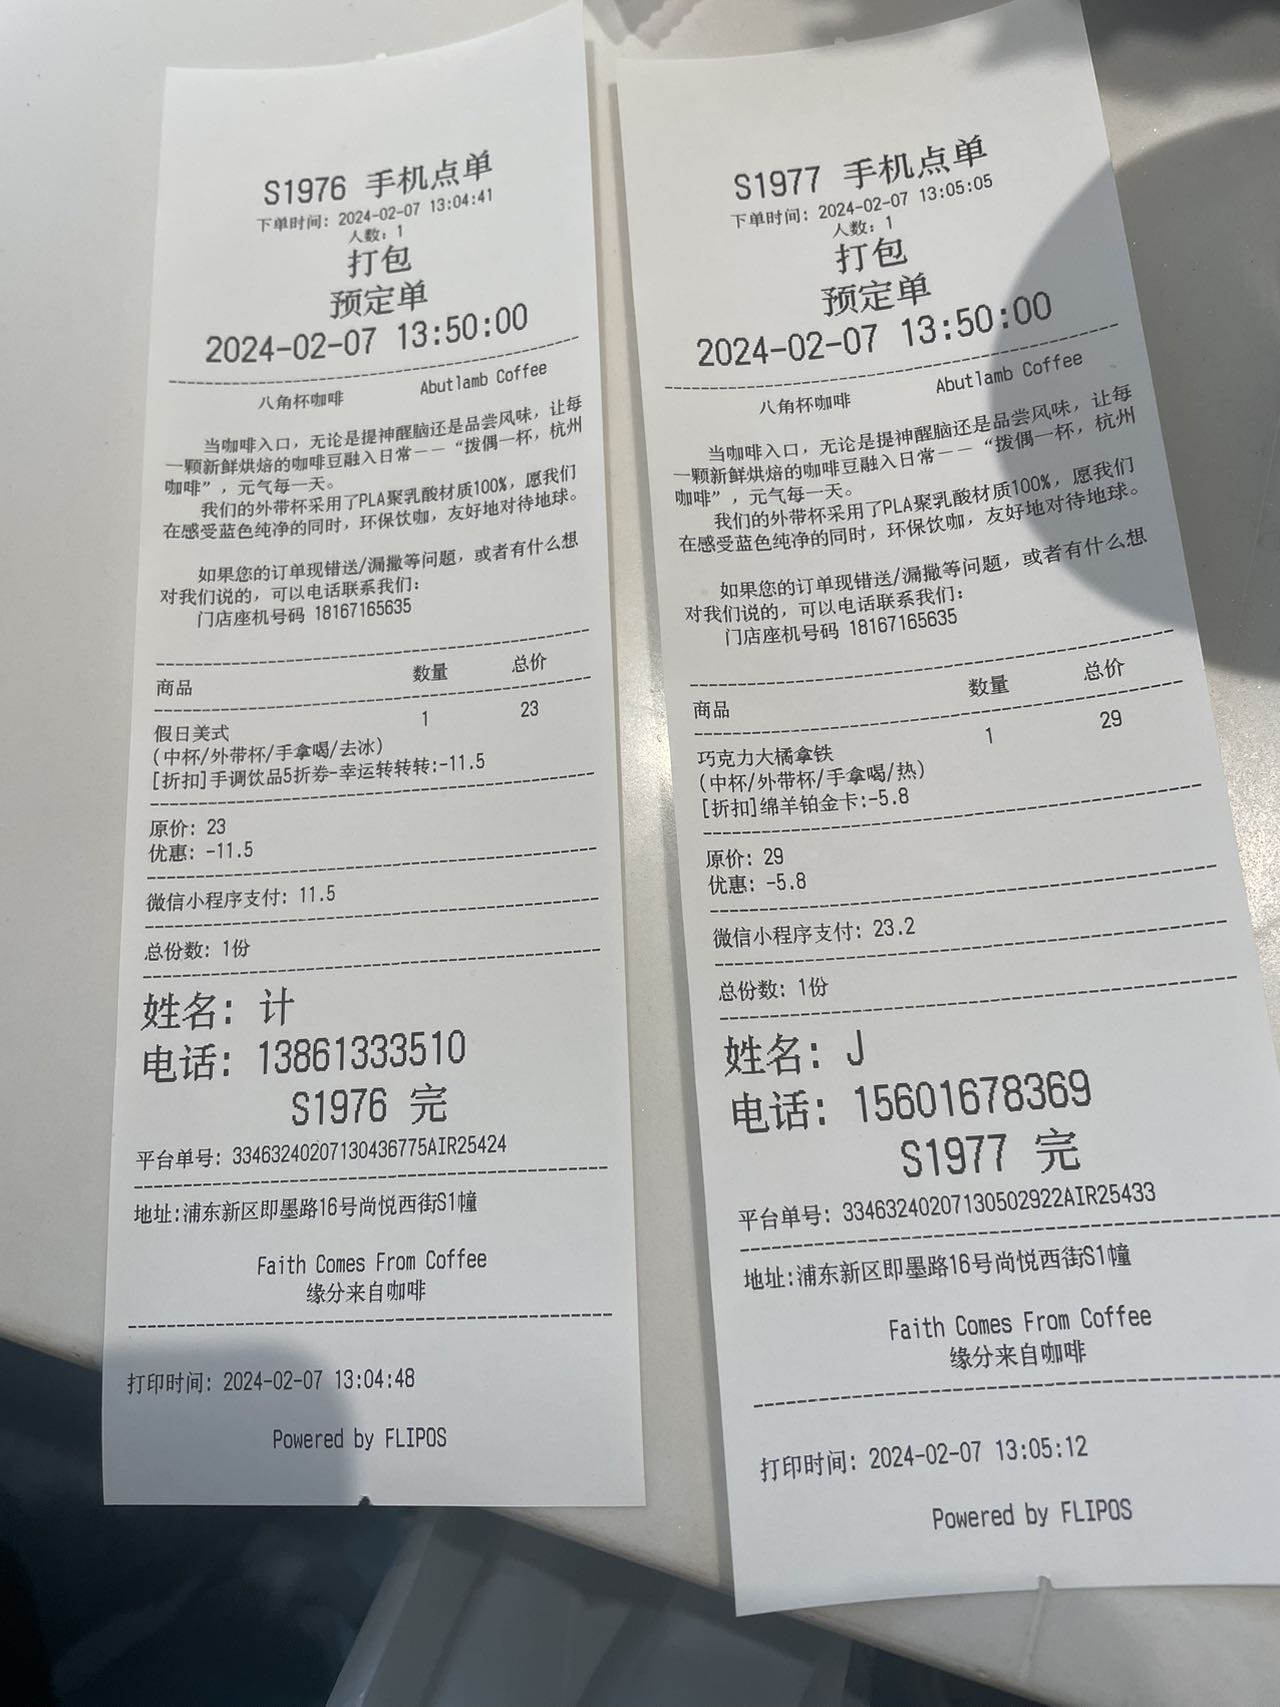 S1976 手机点单
下单时间: 2024-02-07 13:04:41
人数: 1
打包
预定单
2024-02-07 13:50:00
八角杯咖啡 Abutlamb Coffee
当咖啡入口，无论是提神醒脑还是品尝风味，让每
一颗新鲜烘焙的咖啡豆融入日常——“拨偶一杯，杭州
咖啡”，元气每一天。
我们的外带杯采用了PLA聚乳酸材质100%，愿我们
在感受蓝色纯净的同时，环保饮咖，友好地对待地球。
如果您的订单现错送/漏撒等问题，或者有什么想
对我们说的，可以电话联系我们:
门店座机号码 18167165635
商品 数量 总价
假日美式 1 23
(中杯/外带杯/手拿喝/去冰)
[折扣]手调饮品5折券-幸运转转转:-11.5
原价: 23
优惠: -11.5
微信小程序支付: 11.5
总份数: 1份
姓名: 计
电话: 13861333510
S1976 完
平台单号: 33463240207130436775AIR25424
地址:浦东新区即墨路16号尚悦西街S1幢
Faith Comes From Coffee
缘分来自咖啡
打印时间: 2024-02-07 13:04:48
Powered by FLIPOS
S1977 手机点单
下单时间: 2024-02-07 13:05:05
人数: 1
打包
预定单
2024-02-07 13:50:00
八角杯咖啡 Abutlamb Coffee
当咖啡入口，无论是提神醒脑还是品尝风味，让每
一颗新鲜烘焙的咖啡豆融入日常——“拨偶一杯，杭州
咖啡”，元气每一天。
我们的外带杯采用了PLA聚乳酸材质100%，愿我们
在感受蓝色纯净的同时，环保饮咖，友好地对待地球。
如果您的订单现错送/漏撒等问题，或者有什么想
对我们说的，可以电话联系我们:
门店座机号码 18167165635
商品 数量 总价
巧克力大橘拿铁 1 29
(中杯/外带杯/手拿喝/热)
[折扣]绵羊铂金卡:-5.8
原价: 29
优惠: -5.8
微信小程序支付: 23.2
总份数: 1份
姓名: J
电话: 15601678369
S1977 完
平台单号: 33463240207130502922AIR25433
地址:浦东新区即墨路16号尚悦西街S1幢
Faith Comes From Coffee
缘分来自咖啡
打印时间: 2024-02-07 13:05:12
Powered by FLIPOS